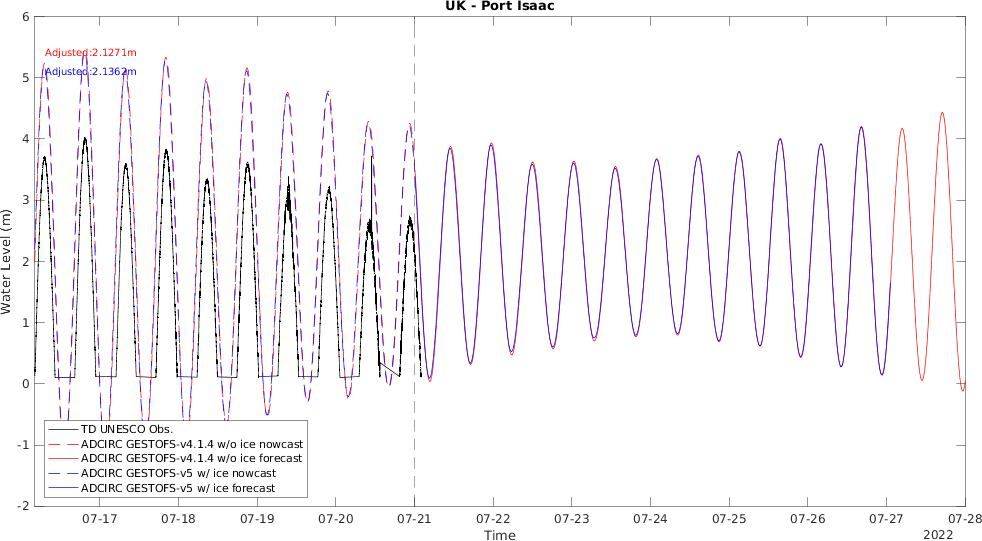 UK - Port Isaac
6
5
4
3
2
1
0
-1
-2
Water Level (m)
Adjusted:2.1271m
Adjusted:2.1362m
TD UNESCO Obs.
ADCIRC GESTOFS-v4.1.4 w/o ice nowcast
ADCIRC GESTOFS-v4.1.4 w/o ice forecast
ADCIRC GESTOFS-v5 w/ ice nowcast
ADCIRC GESTOFS-v5 w/ ice forecast
07-17 07-18 07-19 07-20 07-21 07-22 07-23 07-24 07-25 07-26 07-27 07-28
Time
2022